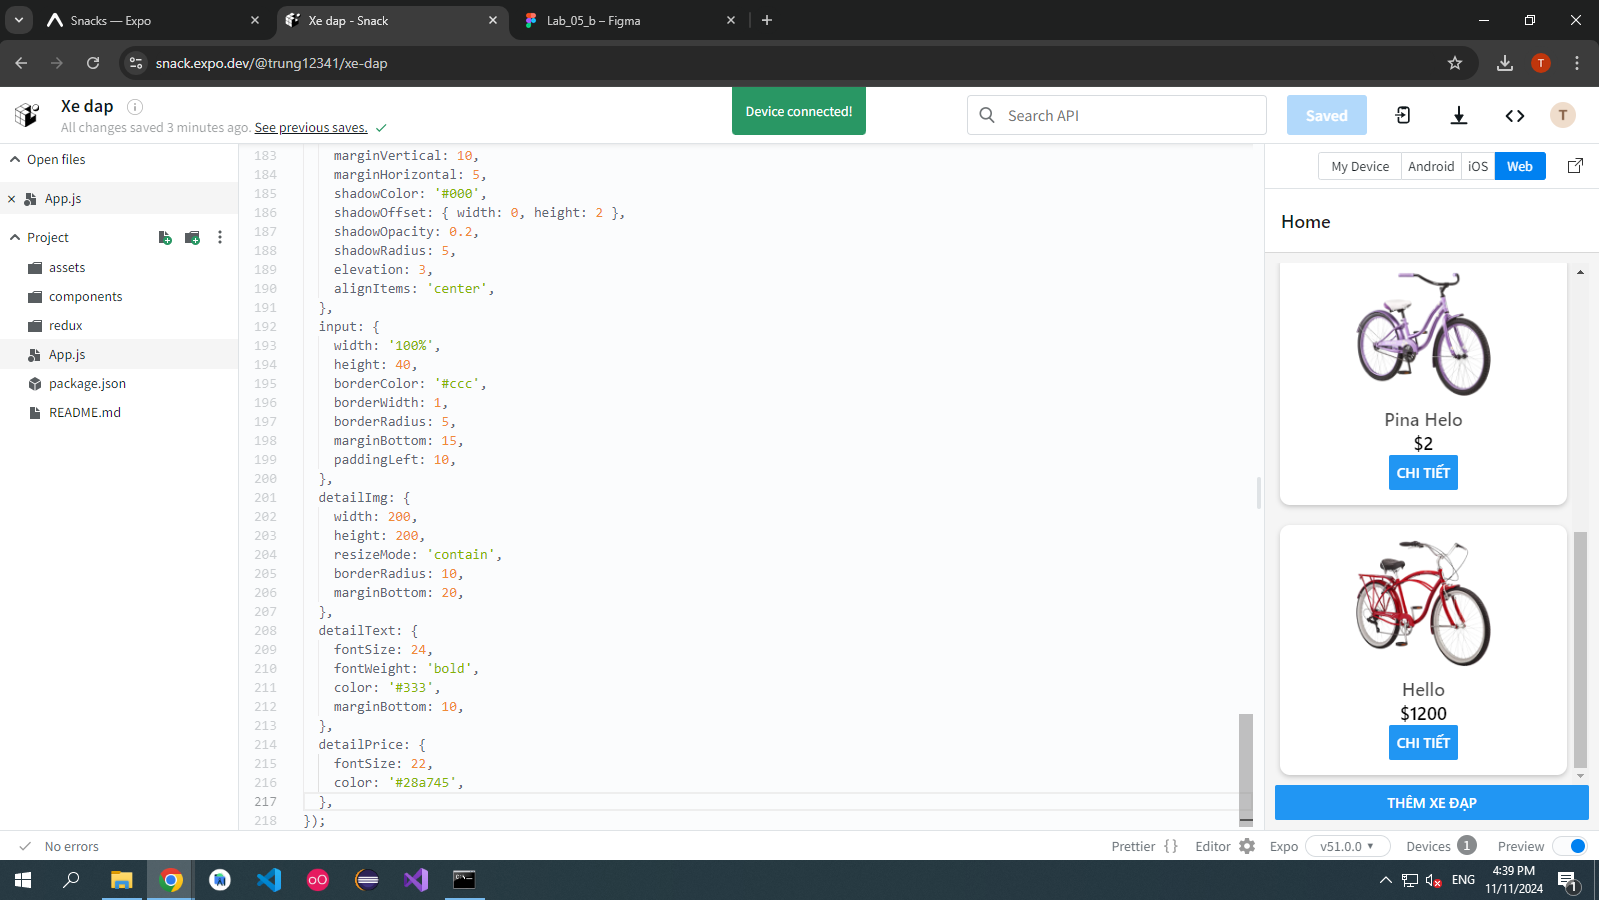 Snacks — Expo
Xe dap - Snack
Lab_05_b – Figma
snack.expo.dev/@trung12341/xe-dap
T
Xe dap
All changes saved 3 minutes ago. See previous saves.
Device connected!
Search API
Saved
T
Open files
App.js
Project
assets
components
redux
App.js
package.json
README.md
183 marginVertical: 10,
184 marginHorizontal: 5,
185 shadowColor: '#000',
186 shadowOffset: { width: 0, height: 2 },
187 shadowOpacity: 0.2,
188 shadowRadius: 5,
189 elevation: 3,
190 alignItems: 'center',
191 },
192 input: {
193 width: '100%',
194 height: 40,
195 borderColor: '#ccc',
196 borderWidth: 1,
197 borderRadius: 5,
198 marginBottom: 15,
199 paddingLeft: 10,
200 },
201 detailImg: {
202 width: 200,
203 height: 200,
204 resizeMode: 'contain',
205 borderRadius: 10,
206 marginBottom: 20,
207 },
208 detailText: {
209 fontSize: 24,
210 fontWeight: 'bold',
211 color: '#333',
212 marginBottom: 10,
213 },
214 detailPrice: {
215 fontSize: 22,
216 color: '#28a745',
217 },
218 });
My Device
Android
iOS
Web
Home
Pina Helo
$2
CHI TIẾT
Hello
$1200
CHI TIẾT
THÊM XE ĐẠP
No errors
Prettier {}
Editor
Expo
v51.0.0
Devices 1
Preview
ENG
4:39 PM
11/11/2024
1